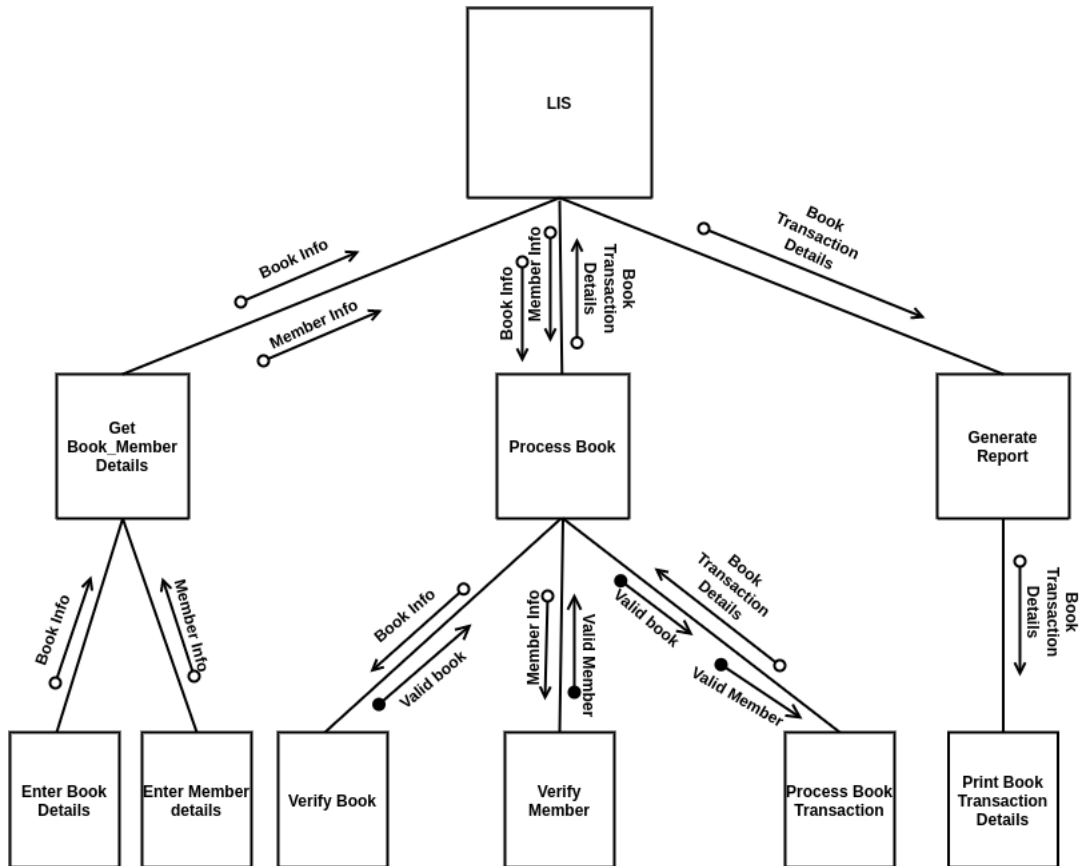 LIS
Book Info
Member Info
Book Info
Member Info
Book
Transaction
Details
Book
Transaction
Details
Get
Book_Member
Details
Process Book
Generate
Report
Book Info
Member Info
Book Info
Valid book
Member Info
Valid Member
Book
Transaction
Details
Valid book
Valid Member
Book
Transaction
Details
Enter Book
Details
Enter Member
details
Verify Book
Verify
Member
Process Book
Transaction
Print Book
Transaction
Details